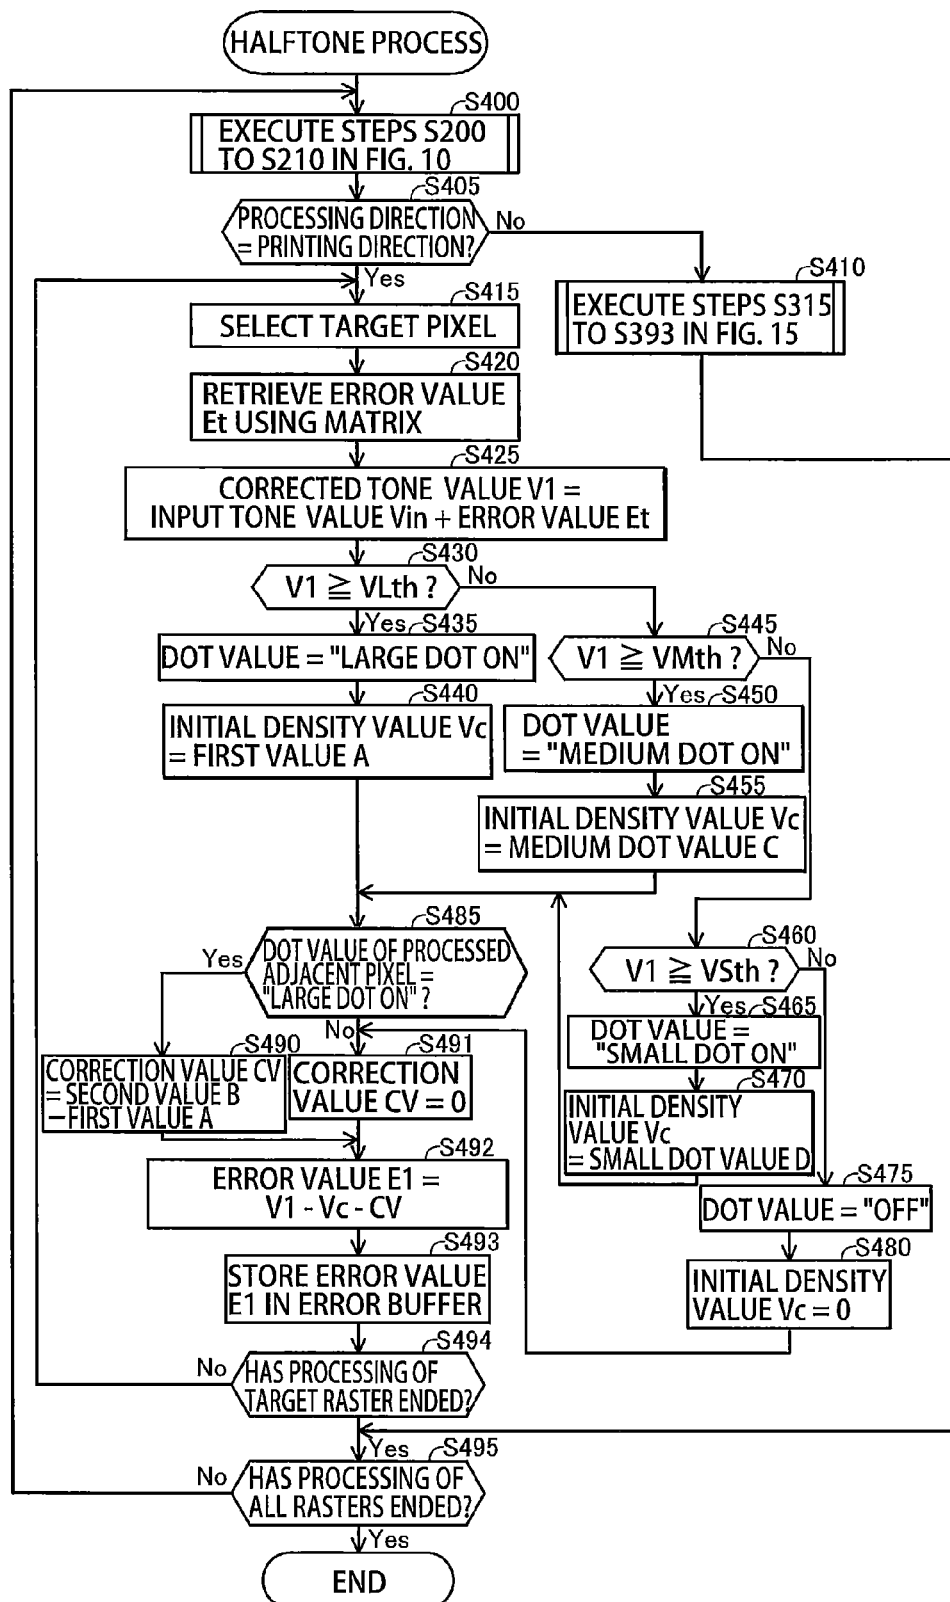 HALFTONE PROCESS
S400
EXECUTE STEPS S200
TO S210 IN FIG. 10
S405
PROCESSING DIRECTION
= PRINTING DIRECTION?
No
Yes
S410
EXECUTE STEPS S315
TO S393 IN FIG. 15
S415
SELECT TARGET PIXEL
S420
RETRIEVE ERROR VALUE
Et USING MATRIX
S425
CORRECTED TONE VALUE V1 =
INPUT TONE VALUE Vin + ERROR VALUE Et
S430
V1 ≧ VLth ?
No
Yes
S435
DOT VALUE = "LARGE DOT ON"
S440
INITIAL DENSITY VALUE Vc
= FIRST VALUE A
S445
V1 ≧ VMth ?
No
Yes
S450
DOT VALUE
= "MEDIUM DOT ON"
S455
INITIAL DENSITY VALUE Vc
= MEDIUM DOT VALUE C
S460
V1 ≧ VSth ?
No
Yes
S465
DOT VALUE =
"SMALL DOT ON"
S470
INITIAL DENSITY
VALUE Vc
= SMALL DOT VALUE D
S475
DOT VALUE = "OFF"
S480
INITIAL DENSITY
VALUE Vc = 0
S485
DOT VALUE OF PROCESSED
ADJACENT PIXEL =
"LARGE DOT ON" ?
Yes
No
S490
CORRECTION VALUE CV
= SECOND VALUE B
−FIRST VALUE A
S491
CORRECTION
VALUE CV = 0
S492
ERROR VALUE E1 =
V1 - Vc - CV
S493
STORE ERROR VALUE
E1 IN ERROR BUFFER
S494
HAS PROCESSING OF
TARGET RASTER ENDED?
No
Yes
S495
HAS PROCESSING OF
ALL RASTERS ENDED?
No
Yes
END